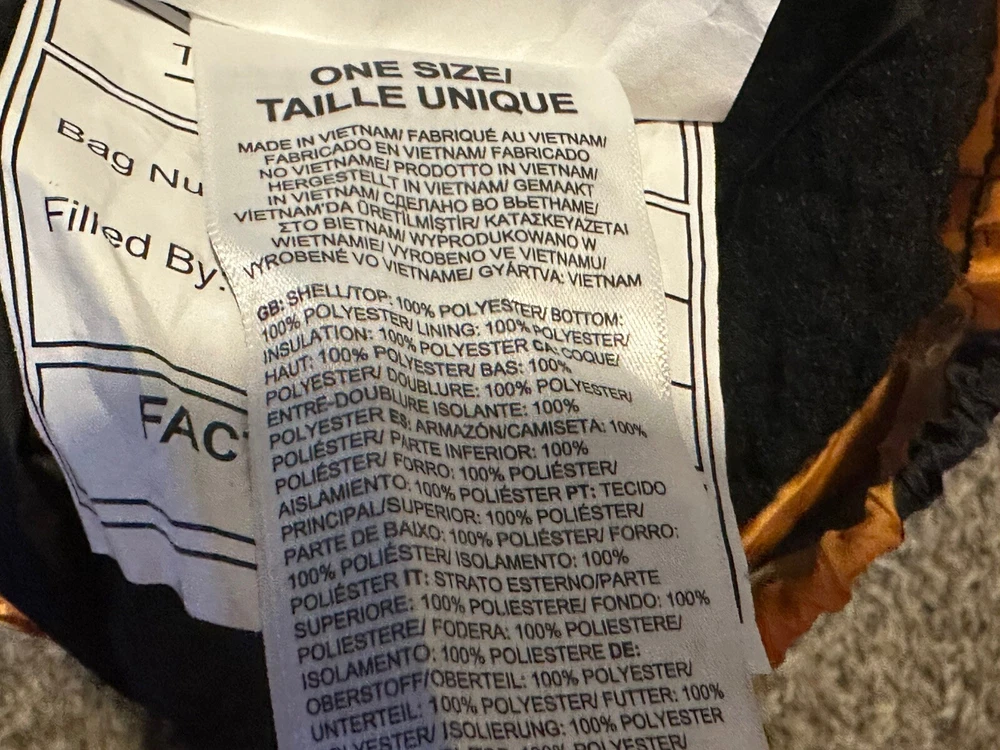 ONE SIZE/
TAILLE UNIQUE
MADE IN VIETNAM/ FABRIQUÉ AU VIETNAM/
FABRICADO EN VIETNAM/ FABRICADO
NO VIETNAME/ PRODOTTO IN VIETNAM/
HERGESTELLT IN VIETNAM/ GEMAAKT
IN VIETNAM/ СДЕЛАНО ВО ВЬЕТНАМЕ/
VİETNAM'DA ÜRETİLMİŞTİR/ ΚΑΤΑΣΚΕΥΑΖΕΤΑΙ
ΣΤΟ ΒΙΕΤΝΑΜ/ WYPRODUKOWANO W
WIETNAMIE/ VYROBENO VE VIETNAMU/
VYROBENÉ VO VIETNAME/ GYÁRTVA: VIETNAM
GB: SHELL/TOP: 100% POLYESTER/ BOTTOM:
100% POLYESTER/ LINING: 100% POLYESTER/
INSULATION: 100% POLYESTER CA: COQUE/
HAUT: 100% POLYESTER/ BAS: 100%
POLYESTER/ DOUBLURE: 100% POLYESTER/
ENTRE-DOUBLURE ISOLANTE: 100%
POLYESTER ES: ARMAZÓN/CAMISETA: 100%
POLIÉSTER/ PARTE INFERIOR: 100%
POLIÉSTER/ FORRO: 100% POLIÉSTER/
AISLAMIENTO: 100% POLIÉSTER PT: TECIDO
PRINCIPAL/SUPERIOR: 100% POLIÉSTER/
PARTE DE BAIXO: 100% POLIÉSTER/ FORRO:
100% POLIÉSTER/ ISOLAMENTO: 100%
POLIÉSTER IT: STRATO ESTERNO/PARTE
SUPERIORE: 100% POLIESTERE/ FONDO: 100%
POLIESTERE/ FODERA: 100% POLIESTERE/
ISOLAMENTO: 100% POLIESTERE DE:
OBERSTOFF/OBERTEIL: 100% POLYESTER/
UNTERTEIL: 100% POLYESTER/ FUTTER: 100%
POLYESTER/ ISOLIERUNG: 100% POLYESTER
100% POLYESTER/
Bag Nu
Filled By:
FAC